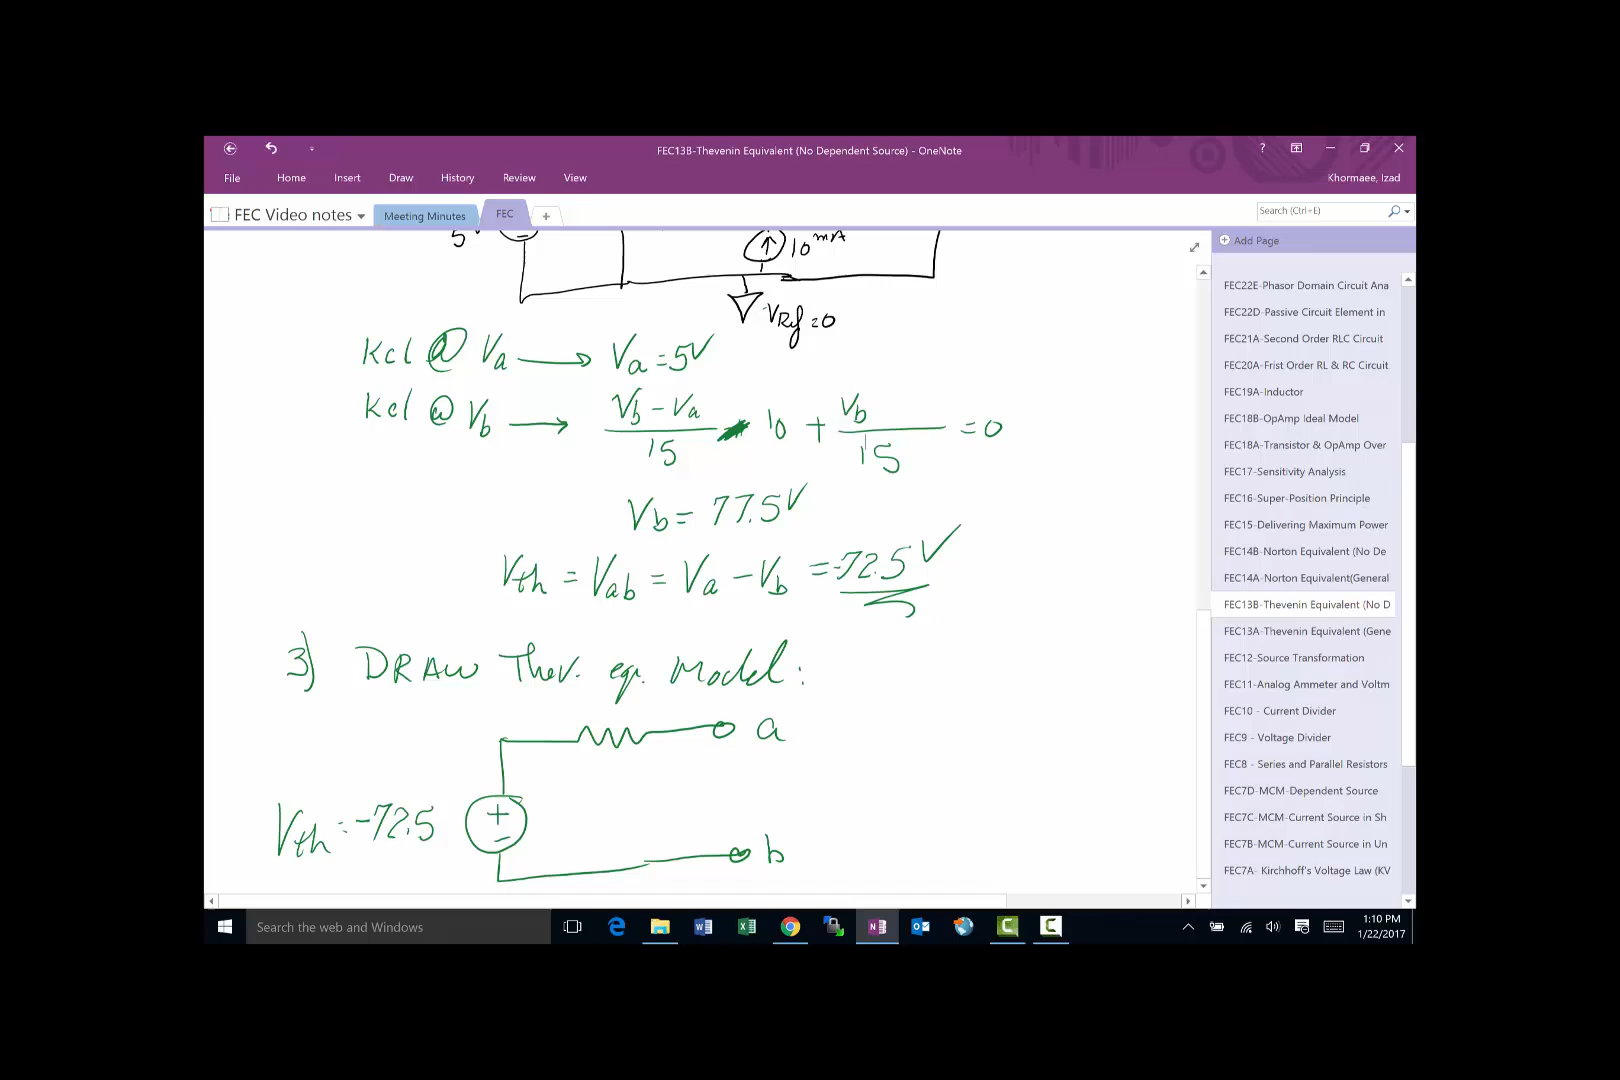 FEC13B-Thevenin Equivalent (No Dependent Source) - OneNote
?
File Home Insert Draw History Review View
Khormaee, Izad
FEC Video notes
Meeting Minutes
FEC
+
Search (Ctrl+E)
Add Page
5
10 mA
VRef = 0
Kcl @ Va → Va = 5V
Kcl @ Vb → (Vb - Va)/15 - 10 + Vb/15 = 0
Vb = 77.5V
Vth = Vab = Va - Vb = -72.5 V
3) DRAW Thev. eq. Model:
a
Vth = -72.5
+
-
b
FEC22E-Phasor Domain Circuit Ana
FEC22D-Passive Circuit Element in
FEC21A-Second Order RLC Circuit
FEC20A-Frist Order RL & RC Circuit
FEC19A-Inductor
FEC18B-OpAmp Ideal Model
FEC18A-Transistor & OpAmp Over
FEC17-Sensitivity Analysis
FEC16-Super-Position Principle
FEC15-Delivering Maximum Power
FEC14B-Norton Equivalent (No De
FEC14A-Norton Equivalent(General
FEC13B-Thevenin Equivalent (No D
FEC13A-Thevenin Equivalent (Gene
FEC12-Source Transformation
FEC11-Analog Ammeter and Voltm
FEC10 - Current Divider
FEC9 - Voltage Divider
FEC8 - Series and Parallel Resistors
FEC7D-MCM-Dependent Source
FEC7C-MCM-Current Source in Sh
FEC7B-MCM-Current Source in Un
FEC7A- Kirchhoff's Voltage Law (KV
Search the web and Windows
1:10 PM
1/22/2017